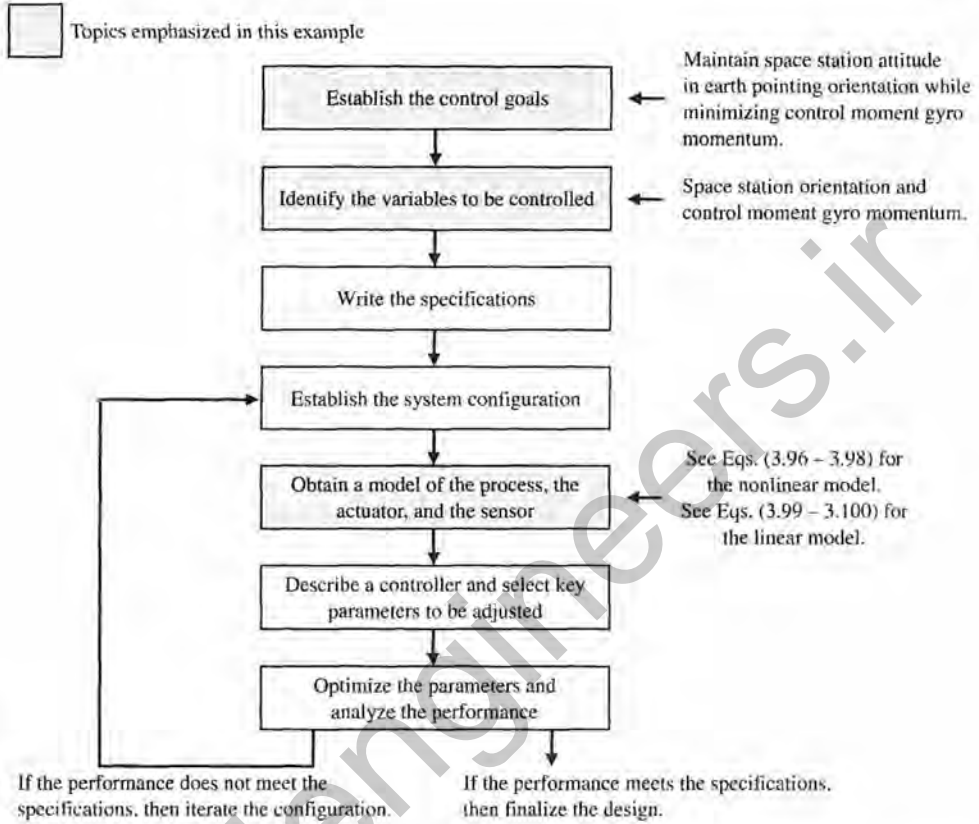 Topics emphasized in this example
Establish the control goals
Maintain space station attitude
in earth pointing orientation while
minimizing control moment gyro
momentum.
Identify the variables to be controlled
Space station orientation and
control moment gyro momentum.
Write the specifications
Establish the system configuration
Obtain a model of the process, the
actuator, and the sensor
See Eqs. (3.96 – 3.98) for
the nonlinear model.
See Eqs. (3.99 – 3.100) for
the linear model.
Describe a controller and select key
parameters to be adjusted
Optimize the parameters and
analyze the performance
If the performance does not meet the
specifications, then iterate the configuration.
If the performance meets the specifications,
then finalize the design.
engineers.ir